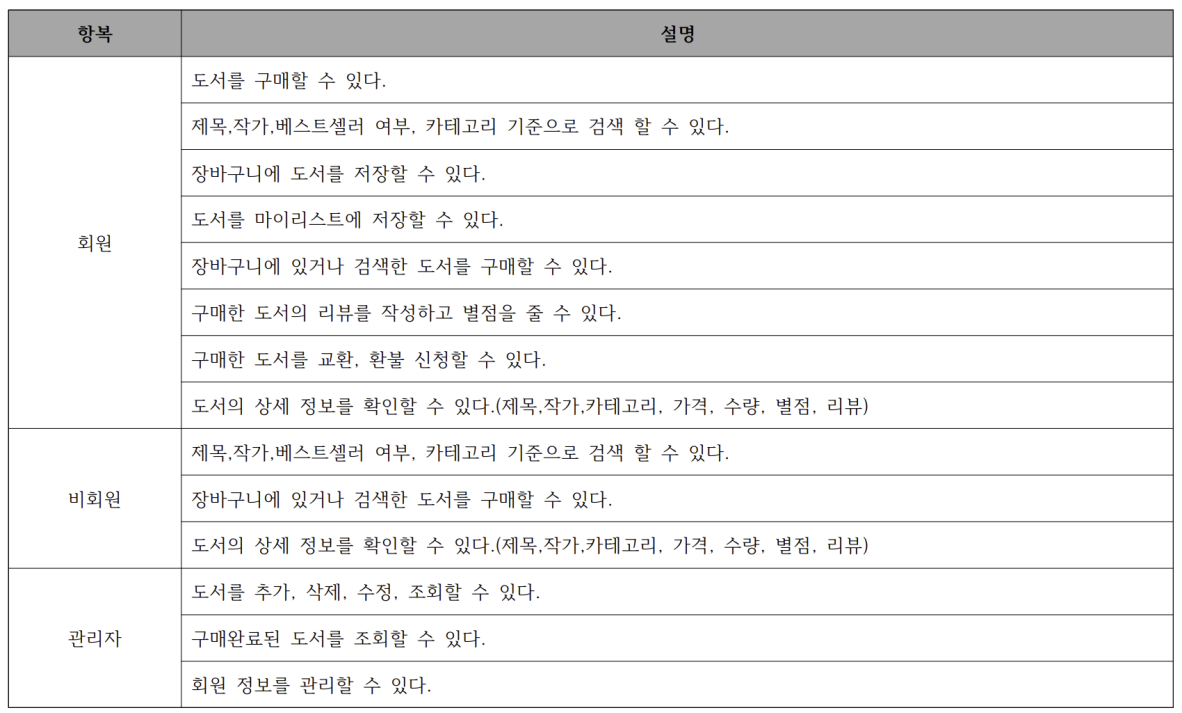 항복 설명
도서를 구매할 수 있다.
제목,작가,베스트셀러 여부, 카테고리 기준으로 검색 할 수 있다.
장바구니에 도서를 저장할 수 있다.
도서를 마이리스트에 저장할 수 있다.
회원
장바구니에 있거나 검색한 도서를 구매할 수 있다.
구매한 도서의 리뷰를 작성하고 별점을 줄 수 있다.
구매한 도서를 교환, 환불 신청할 수 있다.
도서의 상세 정보를 확인할 수 있다.(제목,작가,카테고리, 가격, 수량, 별점, 리뷰)
제목,작가,베스트셀러 여부, 카테고리 기준으로 검색 할 수 있다.
비회원 장바구니에 있거나 검색한 도서를 구매할 수 있다.
도서의 상세 정보를 확인할 수 있다.(제목,작가,카테고리, 가격, 수량, 별점, 리뷰)
도서를 추가, 삭제, 수정, 조회할 수 있다.
관리자 구매완료된 도서를 조회할 수 있다.
회원 정보를 관리할 수 있다.